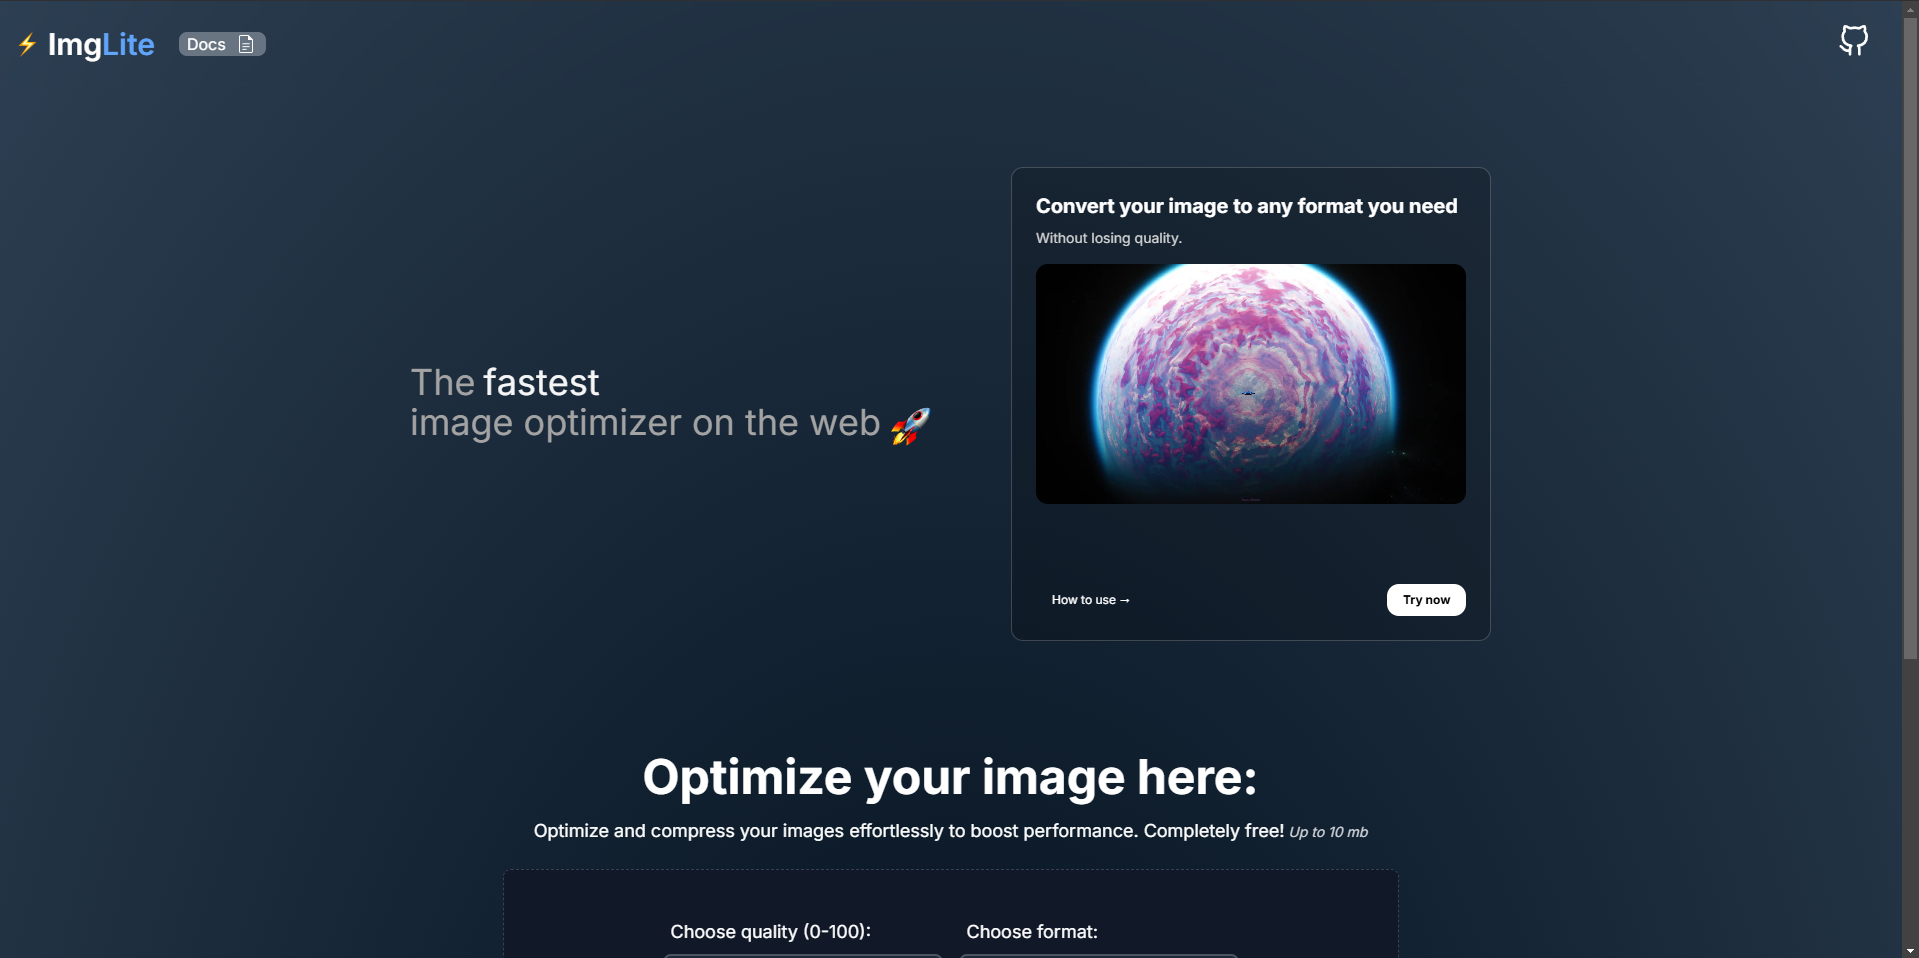 ⚡ ImgLite
Docs
Convert your image to any format you need
Without losing quality.
The fastest
image optimizer on the web 🚀
How to use →
Try now
Optimize your image here:
Optimize and compress your images effortlessly to boost performance. Completely free! Up to 10 mb
Choose quality (0-100):
Choose format: